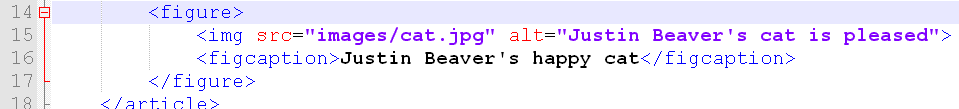 14 <figure>
15 <img src="images/cat.jpg" alt="Justin Beaver's cat is pleased">
16 <figcaption>Justin Beaver's happy cat</figcaption>
17 </figure>
18 </article>